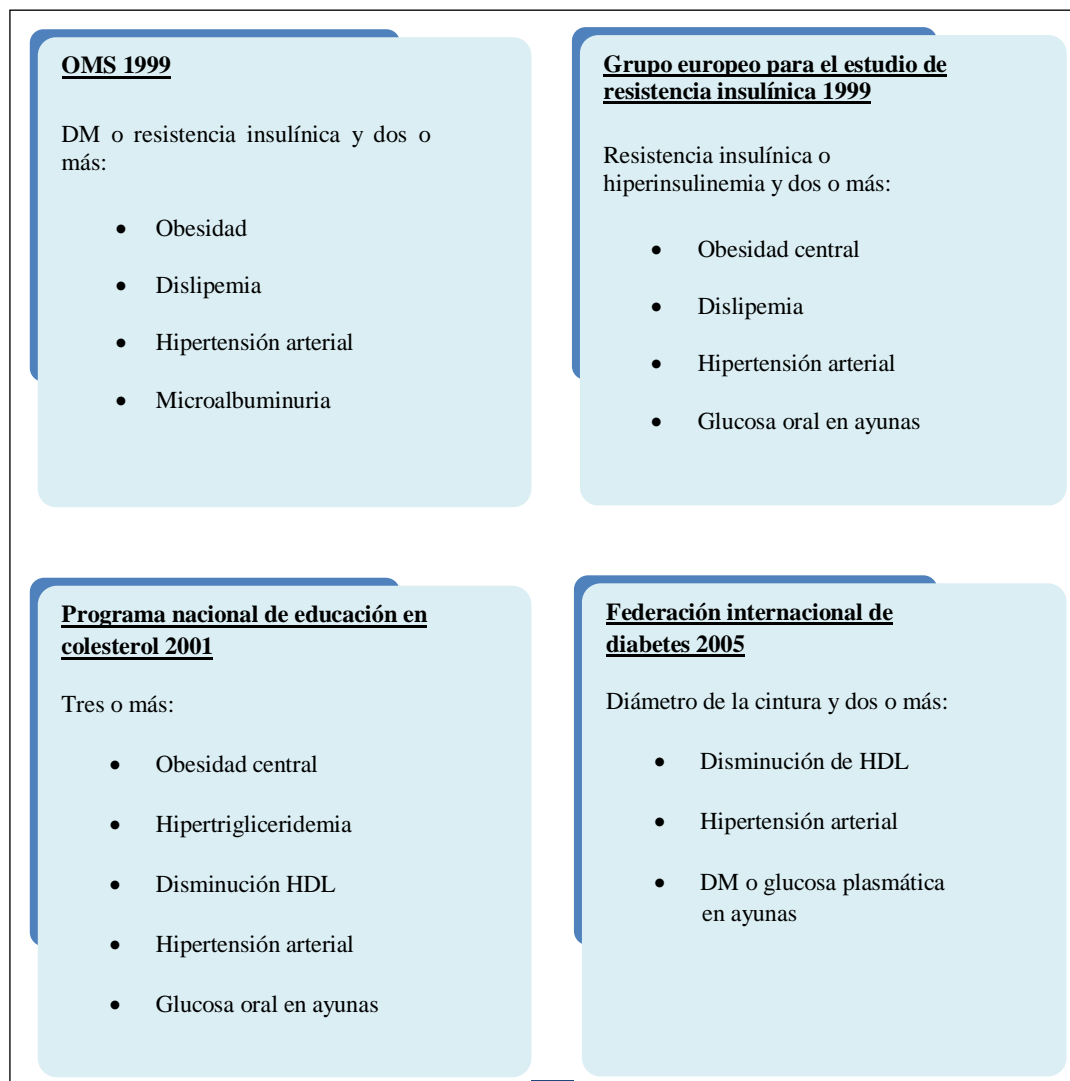 OMS 1999
DM o resistencia insulínica y dos o
más:
• Obesidad
• Dislipemia
• Hipertensión arterial
• Microalbuminuria
Grupo europeo para el estudio de
resistencia insulínica 1999
Resistencia insulínica o
hiperinsulinemia y dos o más:
• Obesidad central
• Dislipemia
• Hipertensión arterial
• Glucosa oral en ayunas
Programa nacional de educación en
colesterol 2001
Tres o más:
• Obesidad central
• Hipertrigliceridemia
• Disminución HDL
• Hipertensión arterial
• Glucosa oral en ayunas
Federación internacional de
diabetes 2005
Diámetro de la cintura y dos o más:
• Disminución de HDL
• Hipertensión arterial
• DM o glucosa plasmática
en ayunas